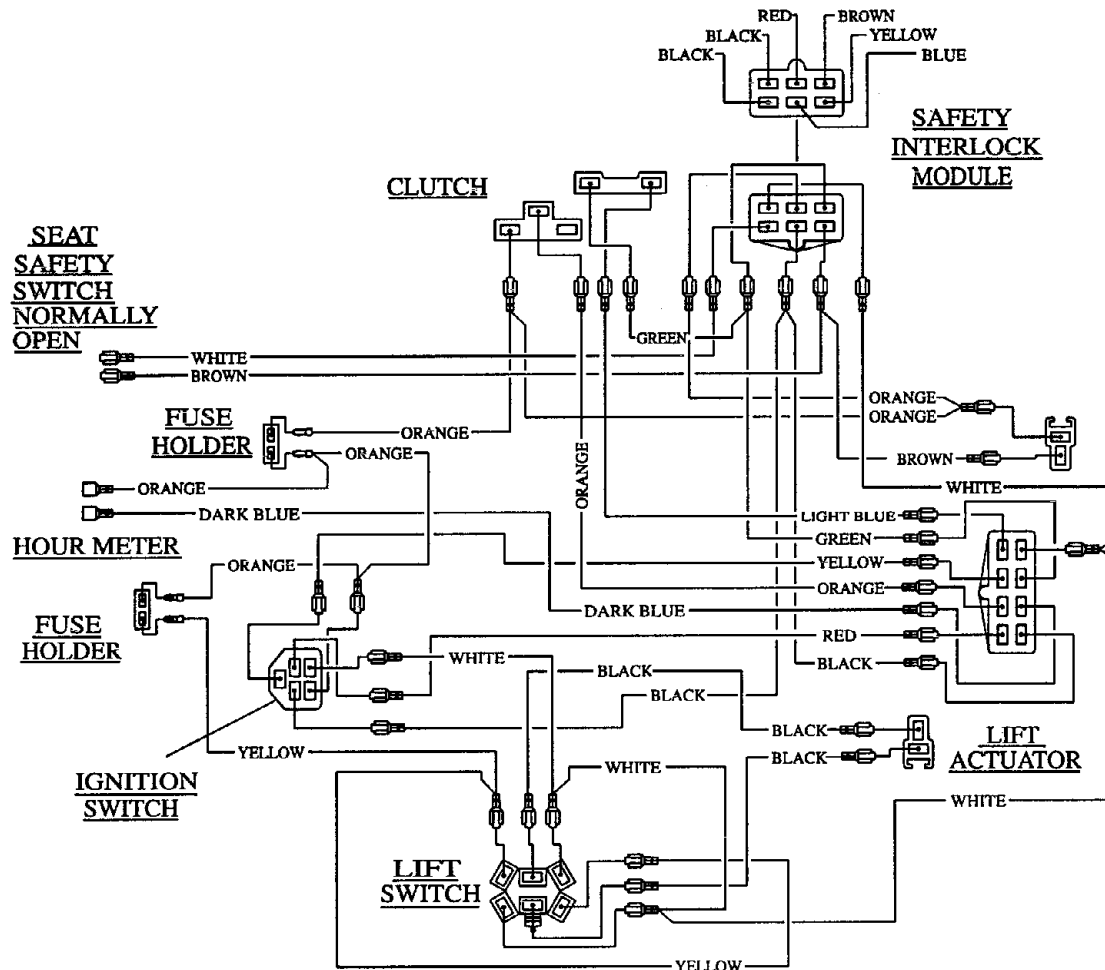 RED
BROWN
BLACK
YELLOW
BLACK
BLUE
SAFETY
INTERLOCK
MODULE
CLUTCH
SEAT
SAFETY
SWITCH
NORMALLY
OPEN
GREEN
WHITE
BROWN
ORANGE
ORANGE
FUSE
HOLDER
ORANGE
ORANGE
ORANGE
BROWN
ORANGE
WHITE
DARK BLUE
LIGHT BLUE
HOUR METER
GREEN
ORANGE
YELLOW
ORANGE
DARK BLUE
FUSE
HOLDER
RED
WHITE
BLACK
BLACK
BLACK
BLACK
LIFT
ACTUATOR
YELLOW
BLACK
WHITE
IGNITION
SWITCH
WHITE
LIFT
SWITCH
YELLOW